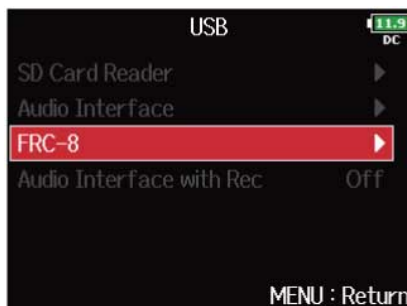 USB
11.9
DC
SD Card Reader
Audio Interface
FRC-8
Audio Interface with Rec Off
MENU : Return